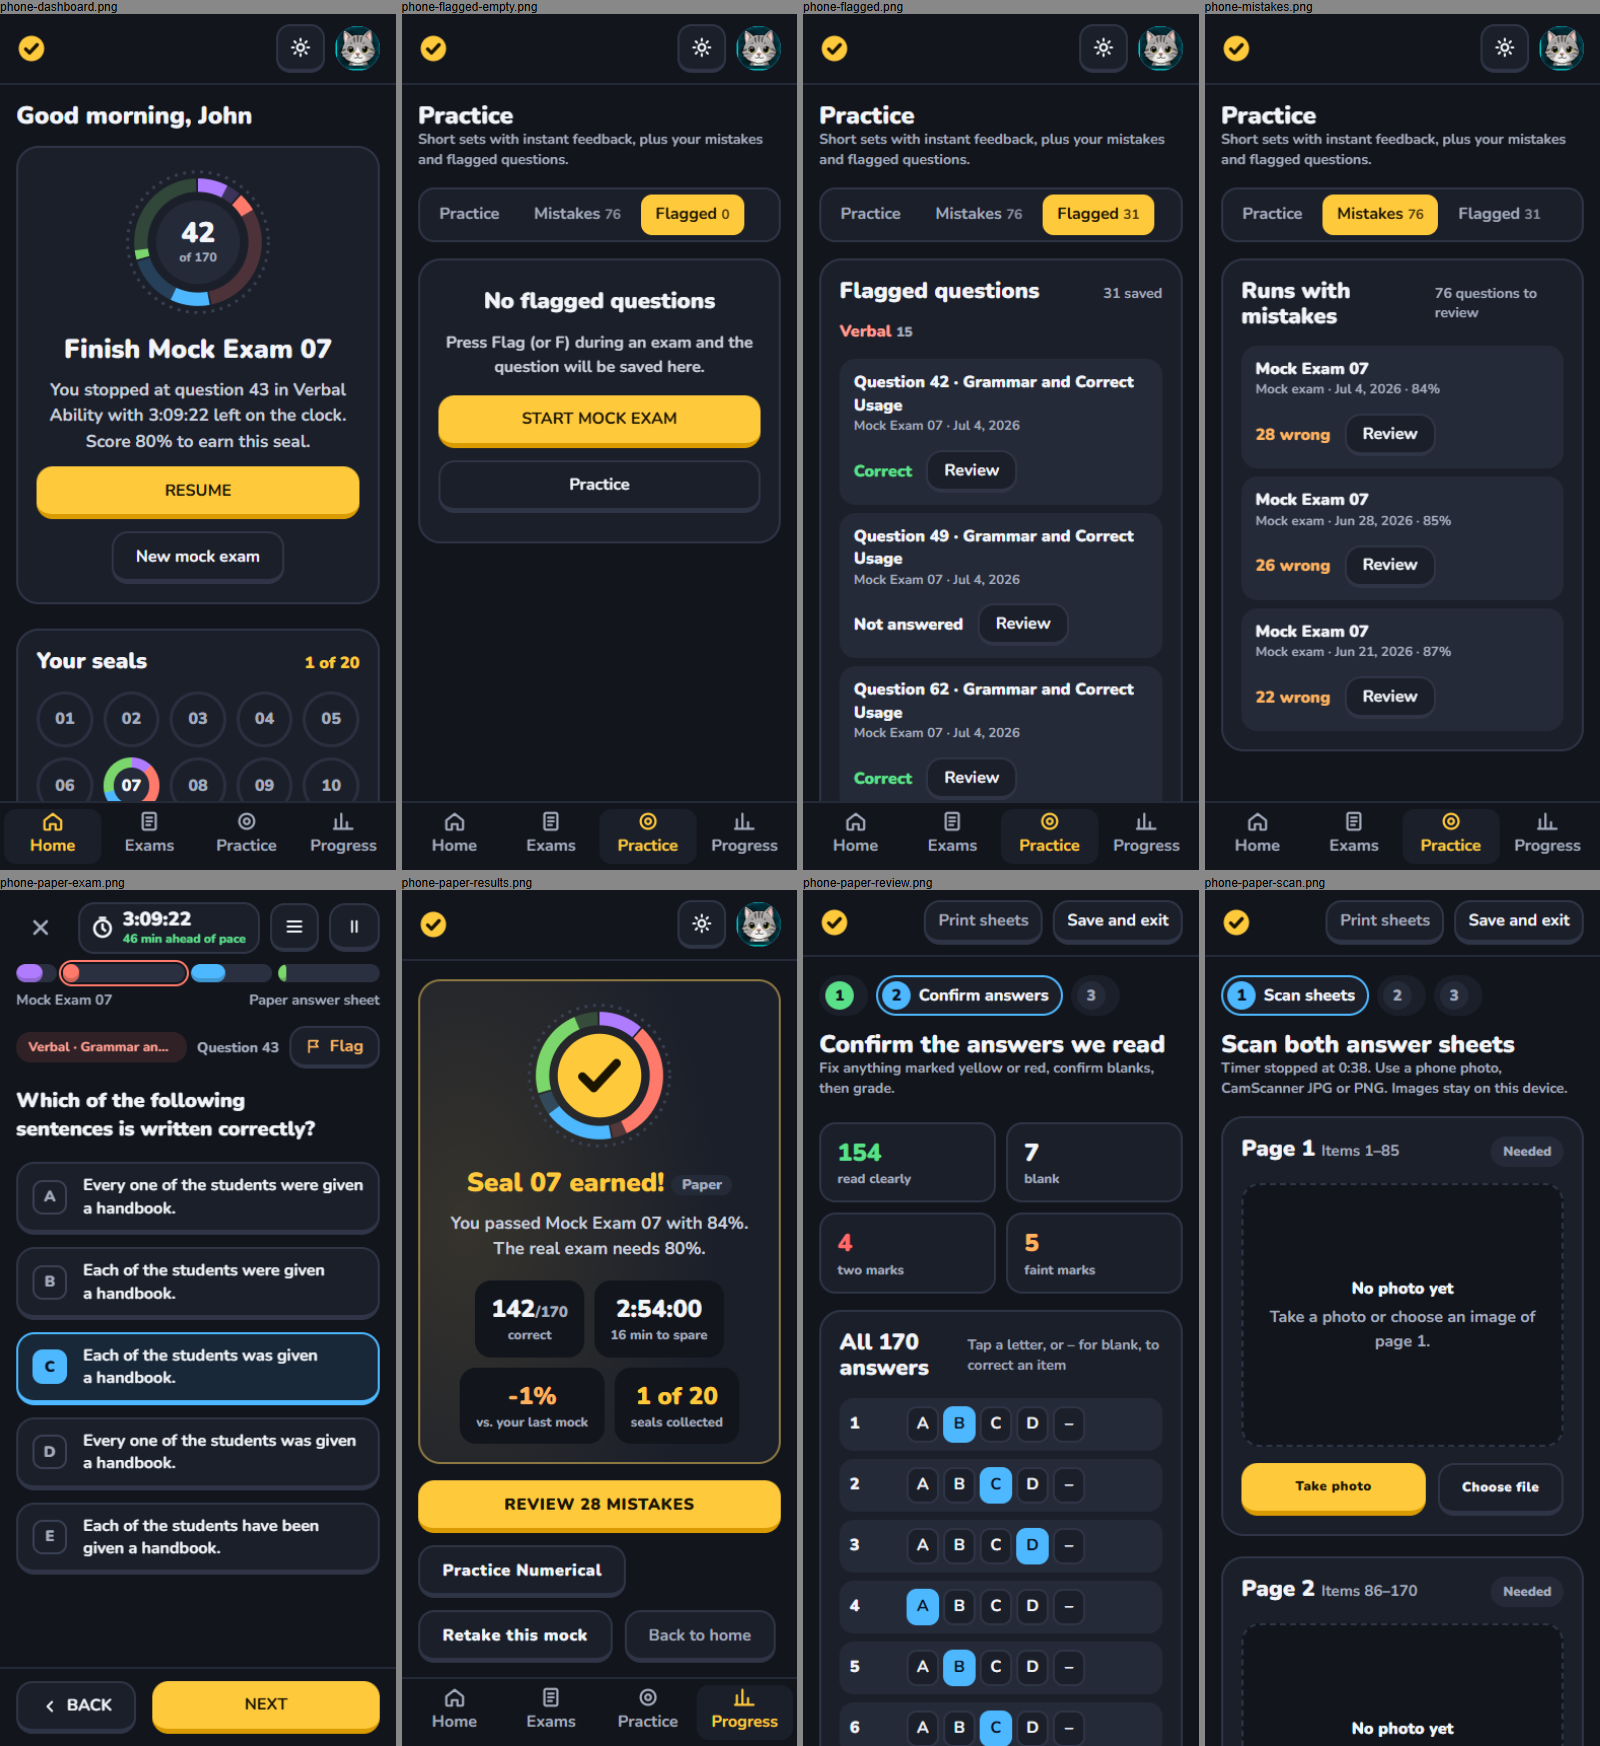 phone-dashboard.png
Good morning, John
42
of 170
Finish Mock Exam 07
You stopped at question 43 in Verbal
Ability with 3:09:22 left on the clock.
Score 80% to earn this seal.
RESUME
New mock exam
Your seals
1 of 20
01 02 03 04 05
06 07 08 09 10
Home Exams Practice Progress
phone-flagged-empty.png
Practice
Short sets with instant feedback, plus your mistakes
and flagged questions.
Practice Mistakes 76 Flagged 0
No flagged questions
Press Flag (or F) during an exam and the
question will be saved here.
START MOCK EXAM
Practice
Home Exams Practice Progress
phone-flagged.png
Practice
Short sets with instant feedback, plus your mistakes
and flagged questions.
Practice Mistakes 76 Flagged 31
Flagged questions 31 saved
Verbal 15
Question 42 · Grammar and Correct
Usage
Mock Exam 07 · Jul 4, 2026
Correct Review
Question 49 · Grammar and Correct
Usage
Mock Exam 07 · Jul 4, 2026
Not answered Review
Question 62 · Grammar and Correct
Usage
Mock Exam 07 · Jul 4, 2026
Correct Review
Home Exams Practice Progress
phone-mistakes.png
Practice
Short sets with instant feedback, plus your mistakes
and flagged questions.
Practice Mistakes 76 Flagged 31
Runs with
mistakes
76 questions to
review
Mock Exam 07
Mock exam · Jul 4, 2026 · 84%
28 wrong Review
Mock Exam 07
Mock exam · Jun 28, 2026 · 85%
26 wrong Review
Mock Exam 07
Mock exam · Jun 21, 2026 · 87%
22 wrong Review
Home Exams Practice Progress
phone-paper-exam.png
3:09:22
46 min ahead of pace
Mock Exam 07 Paper answer sheet
Verbal · Grammar an... Question 43 Flag
Which of the following
sentences is written correctly?
A Every one of the students were given
a handbook.
B Each of the students were given
a handbook.
C Each of the students was given
a handbook.
D Every one of the students was given
a handbook.
E Each of the students have been
given a handbook.
BACK NEXT
phone-paper-results.png
Seal 07 earned! Paper
You passed Mock Exam 07 with 84%.
The real exam needs 80%.
142/170
correct
2:54:00
16 min to spare
-1%
vs. your last mock
1 of 20
seals collected
REVIEW 28 MISTAKES
Practice Numerical
Retake this mock Back to home
Home Exams Practice Progress
phone-paper-review.png
Print sheets Save and exit
1 2 Confirm answers 3
Confirm the answers we read
Fix anything marked yellow or red, confirm blanks,
then grade.
154
read clearly
7
blank
4
two marks
5
faint marks
All 170
answers
Tap a letter, or – for blank, to
correct an item
1 A B C D –
2 A B C D –
3 A B C D –
4 A B C D –
5 A B C D –
6 A B C D –
phone-paper-scan.png
Print sheets Save and exit
1 Scan sheets 2 3
Scan both answer sheets
Timer stopped at 0:38. Use a phone photo,
CamScanner JPG or PNG. Images stay on this device.
Page 1 Items 1–85 Needed
No photo yet
Take a photo or choose an image of
page 1.
Take photo Choose file
Page 2 Items 86–170 Needed
No photo yet